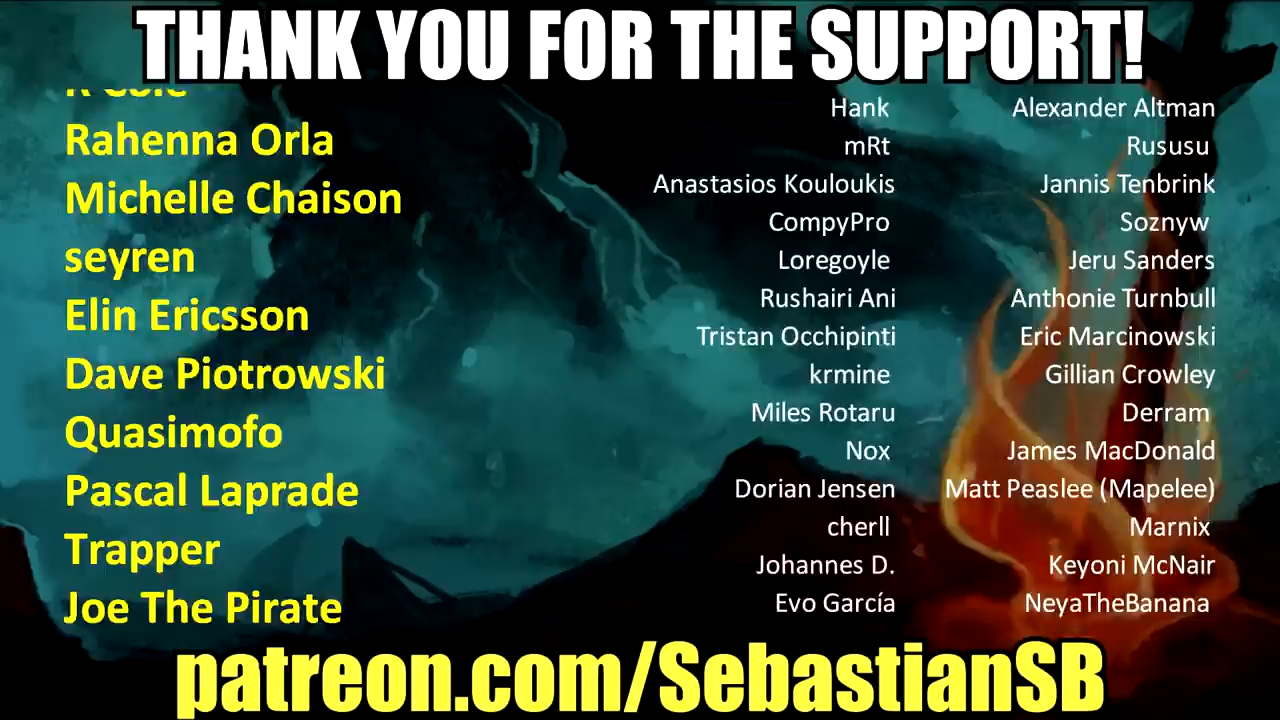 THANK YOU FOR THE SUPPORT!
Rahenna Orla
Michelle Chaison
seyren
Elin Ericsson
Dave Piotrowski
Quasimofo
Pascal Laprade
Trapper
Joe The Pirate
Hank
mRt
Anastasios Kouloukis
CompyPro
Loregoyle
Rushairi Ani
Tristan Occhipinti
krmine
Miles Rotaru
Nox
Dorian Jensen
cherll
Johannes D.
Evo García
Alexander Altman
Rususu
Jannis Tenbrink
Soznyw
Jeru Sanders
Anthonie Turnbull
Eric Marcinowski
Gillian Crowley
Derram
James MacDonald
Matt Peaslee (Mapelee)
Marnix
Keyoni McNair
NeyaTheBanana
patreon.com/SebastianSB